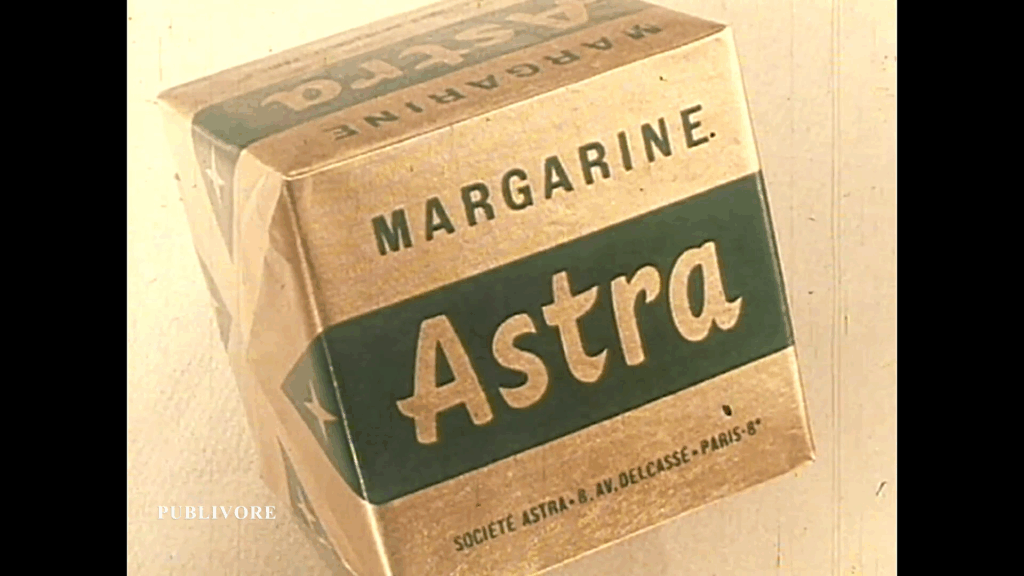 Astra
MARGARINE
MARGARINE
Astra
SOCIÉTÉ ASTRA • 8. AV. DELCASSÉ • PARIS-8e
PUBLIVORE